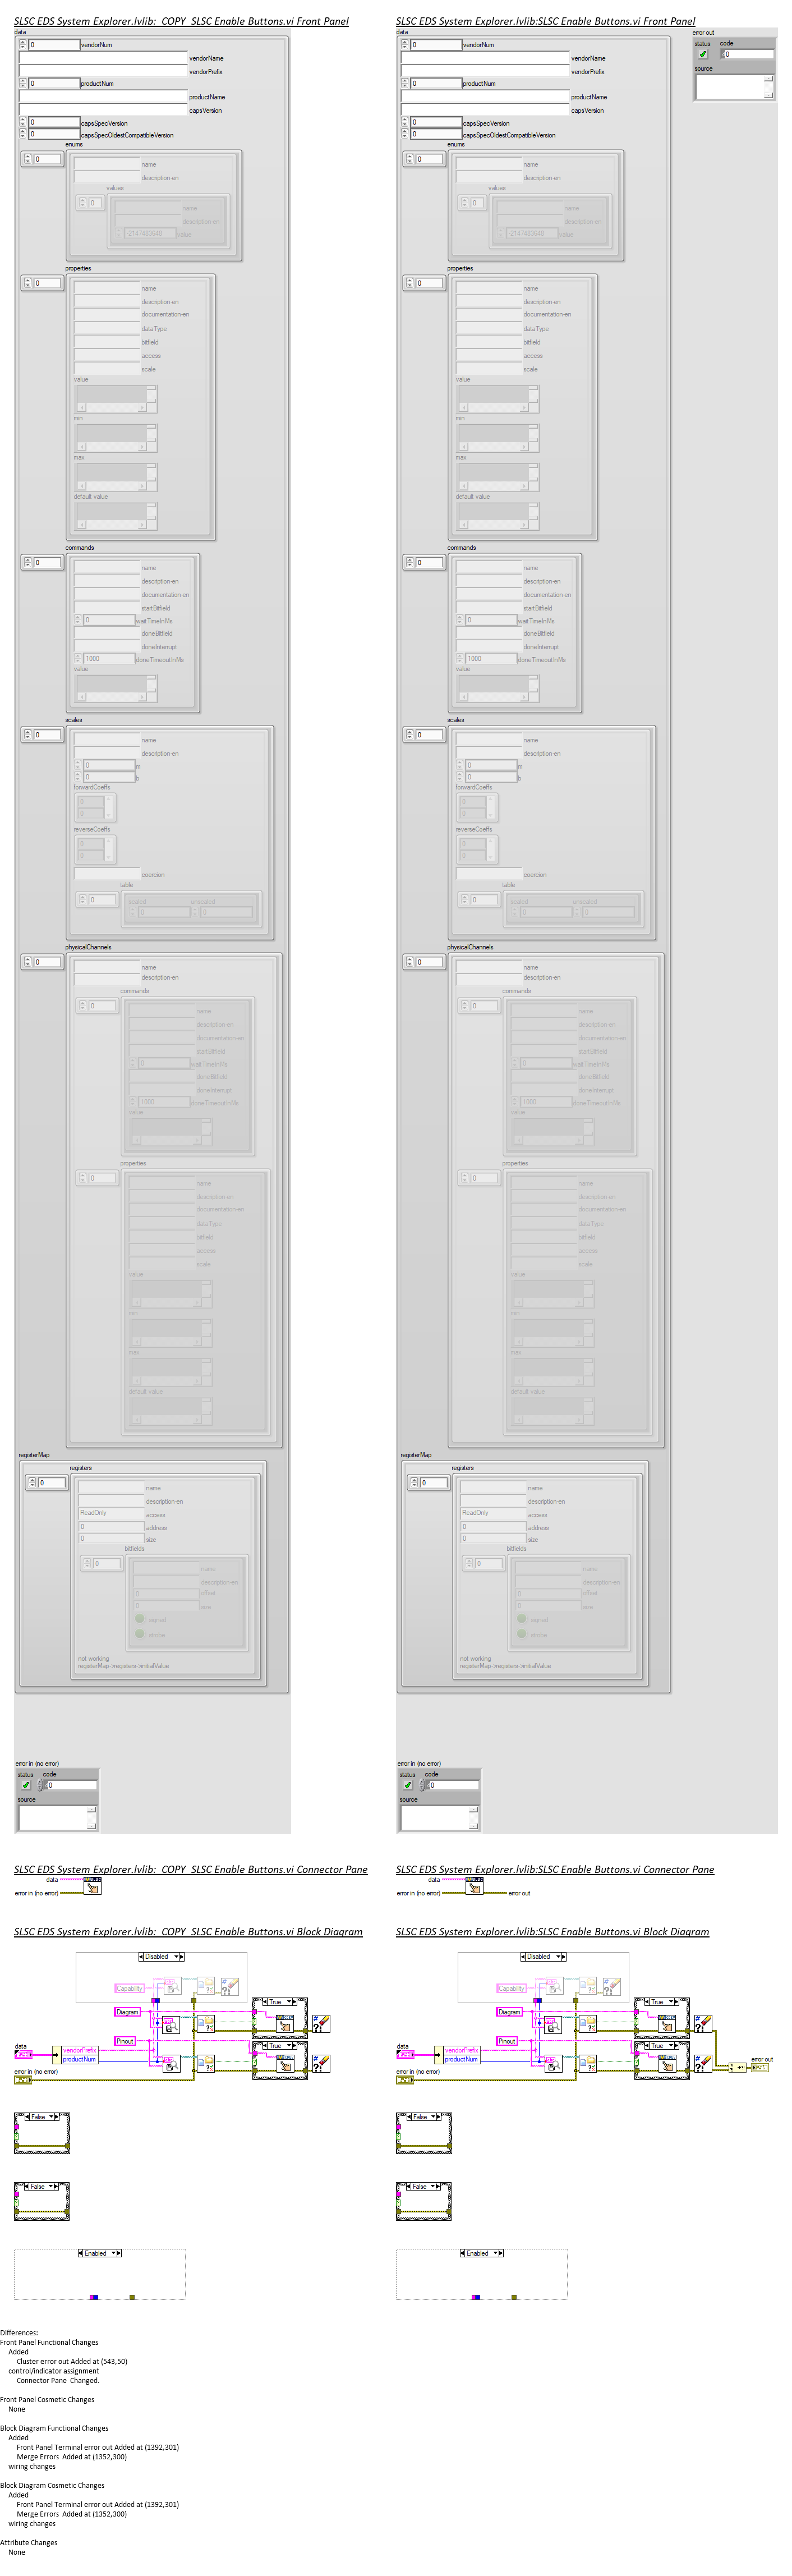 SLSC EDS System Explorer.lvlib:_COPY_SLSC Enable Buttons.vi Front Panel
data
0 vendorNum
vendorName
vendorPrefix
0 productNum
productName
capsVersion
0 capsSpecVersion
0 capsSpecOldestCompatibleVersion
enums
0
name
description-en
values
0
name
description-en
-2147483648 value
properties
0
name
description-en
documentation-en
dataType
bitfield
access
scale
value
min
max
default value
commands
0
name
description-en
documentation-en
startBitfield
0 waitTimeInMs
doneBitfield
doneInterrupt
1000 doneTimeoutInMs
value
scales
0
name
description-en
0 m
0 b
forwardCoeffs
0
0
reverseCoeffs
0
0
coercion
table
0
scaled unscaled
0 0
physicalChannels
0
name
description-en
commands
0
name
description-en
documentation-en
startBitfield
0 waitTimeInMs
doneBitfield
doneInterrupt
1000 doneTimeoutInMs
value
properties
0
name
description-en
documentation-en
dataType
bitfield
access
scale
value
min
max
default value
registerMap
registers
0
name
description-en
ReadOnly access
0 address
0 size
bitfields
0
name
description-en
0 offset
0 size
signed
strobe
not working
registerMap->registers->initialValue
error in (no error)
status code
0
source
SLSC EDS System Explorer.lvlib:SLSC Enable Buttons.vi Front Panel
data
0 vendorNum
vendorName
vendorPrefix
0 productNum
productName
capsVersion
0 capsSpecVersion
0 capsSpecOldestCompatibleVersion
enums
0
name
description-en
values
0
name
description-en
-2147483648 value
properties
0
name
description-en
documentation-en
dataType
bitfield
access
scale
value
min
max
default value
commands
0
name
description-en
documentation-en
startBitfield
0 waitTimeInMs
doneBitfield
doneInterrupt
1000 doneTimeoutInMs
value
scales
0
name
description-en
0 m
0 b
forwardCoeffs
0
0
reverseCoeffs
0
0
coercion
table
0
scaled unscaled
0 0
physicalChannels
0
name
description-en
commands
0
name
description-en
documentation-en
startBitfield
0 waitTimeInMs
doneBitfield
doneInterrupt
1000 doneTimeoutInMs
value
properties
0
name
description-en
documentation-en
dataType
bitfield
access
scale
value
min
max
default value
registerMap
registers
0
name
description-en
ReadOnly access
0 address
0 size
bitfields
0
name
description-en
0 offset
0 size
signed
strobe
not working
registerMap->registers->initialValue
error in (no error)
status code
0
source
error out
status code
0
source
SLSC EDS System Explorer.lvlib:_COPY_SLSC Enable Buttons.vi Connector Pane
data
error in (no error)
SLSC EDS System Explorer.lvlib:SLSC Enable Buttons.vi Connector Pane
data
error in (no error)
error out
SLSC EDS System Explorer.lvlib:_COPY_SLSC Enable Buttons.vi Block Diagram
Disabled
Capability
Diagram
True
Pinout
True
data
vendorPrefix
productNum
error in (no error)
False
False
Enabled
SLSC EDS System Explorer.lvlib:SLSC Enable Buttons.vi Block Diagram
Disabled
Capability
Diagram
True
Pinout
True
data
vendorPrefix
productNum
error out
error in (no error)
False
False
Enabled
Differences:
Front Panel Functional Changes
Added
Cluster error out Added at (543,50)
control/indicator assignment
Connector Pane Changed.
Front Panel Cosmetic Changes
None
Block Diagram Functional Changes
Added
Front Panel Terminal error out Added at (1392,301)
Merge Errors Added at (1352,300)
wiring changes
Block Diagram Cosmetic Changes
Added
Front Panel Terminal error out Added at (1392,301)
Merge Errors Added at (1352,300)
wiring changes
Attribute Changes
None